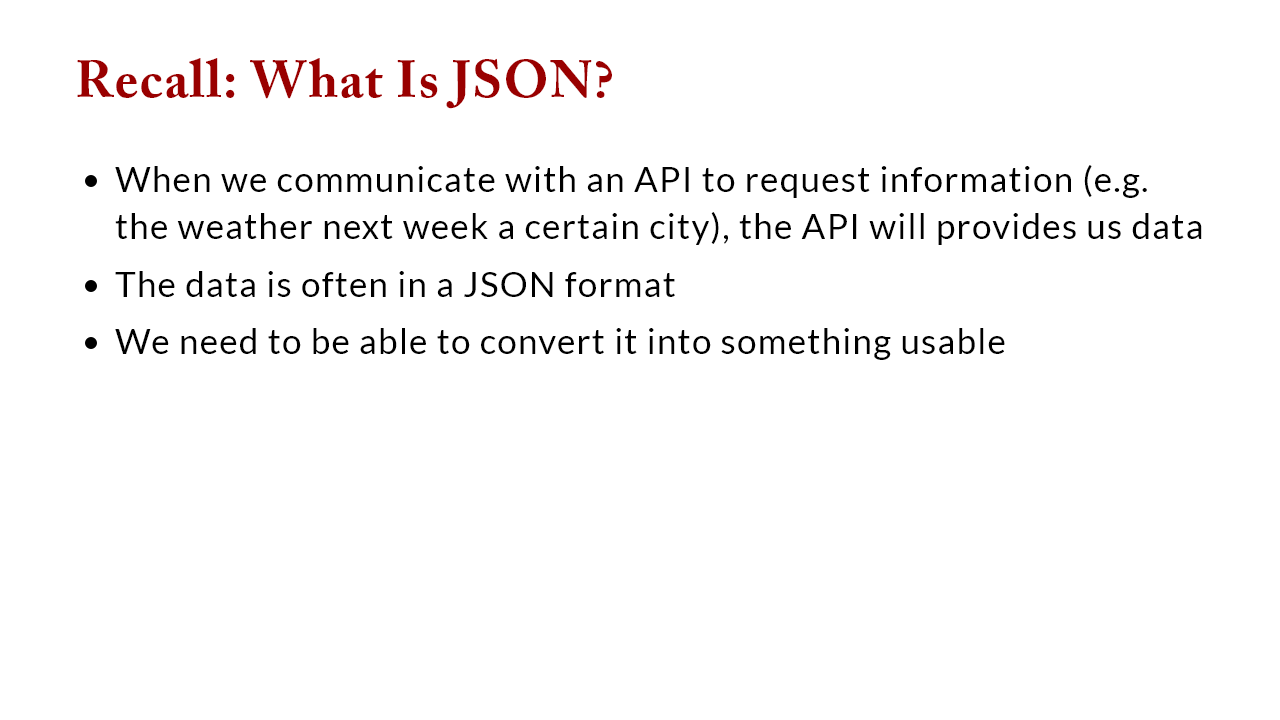 Recall: What Is JSON?
• When we communicate with an API to request information (e.g.
the weather next week a certain city), the API will provides us data
• The data is often in a JSON format
• We need to be able to convert it into something usable